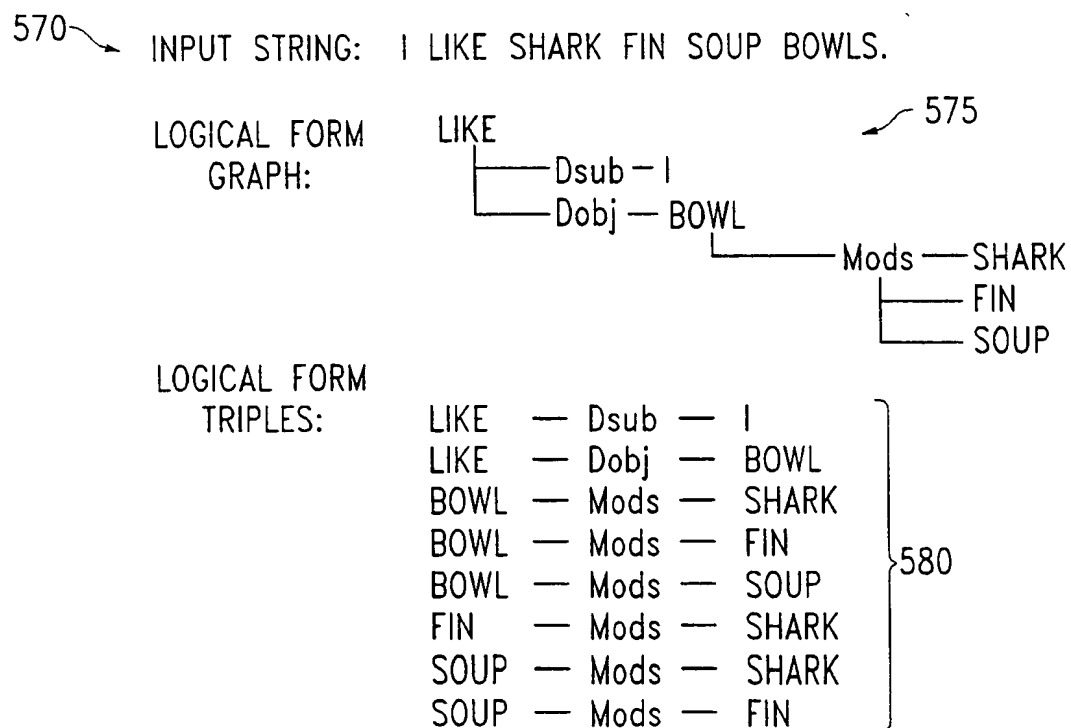 570 INPUT STRING: I LIKE SHARK FIN SOUP BOWLS.
575
LOGICAL FORM GRAPH:
LIKE
Dsub — I
Dobj — BOWL
Mods — SHARK
FIN
SOUP
LOGICAL FORM TRIPLES:
LIKE — Dsub — I
LIKE — Dobj — BOWL
BOWL — Mods — SHARK
BOWL — Mods — FIN
BOWL — Mods — SOUP
FIN — Mods — SHARK
SOUP — Mods — SHARK
SOUP — Mods — FIN
580